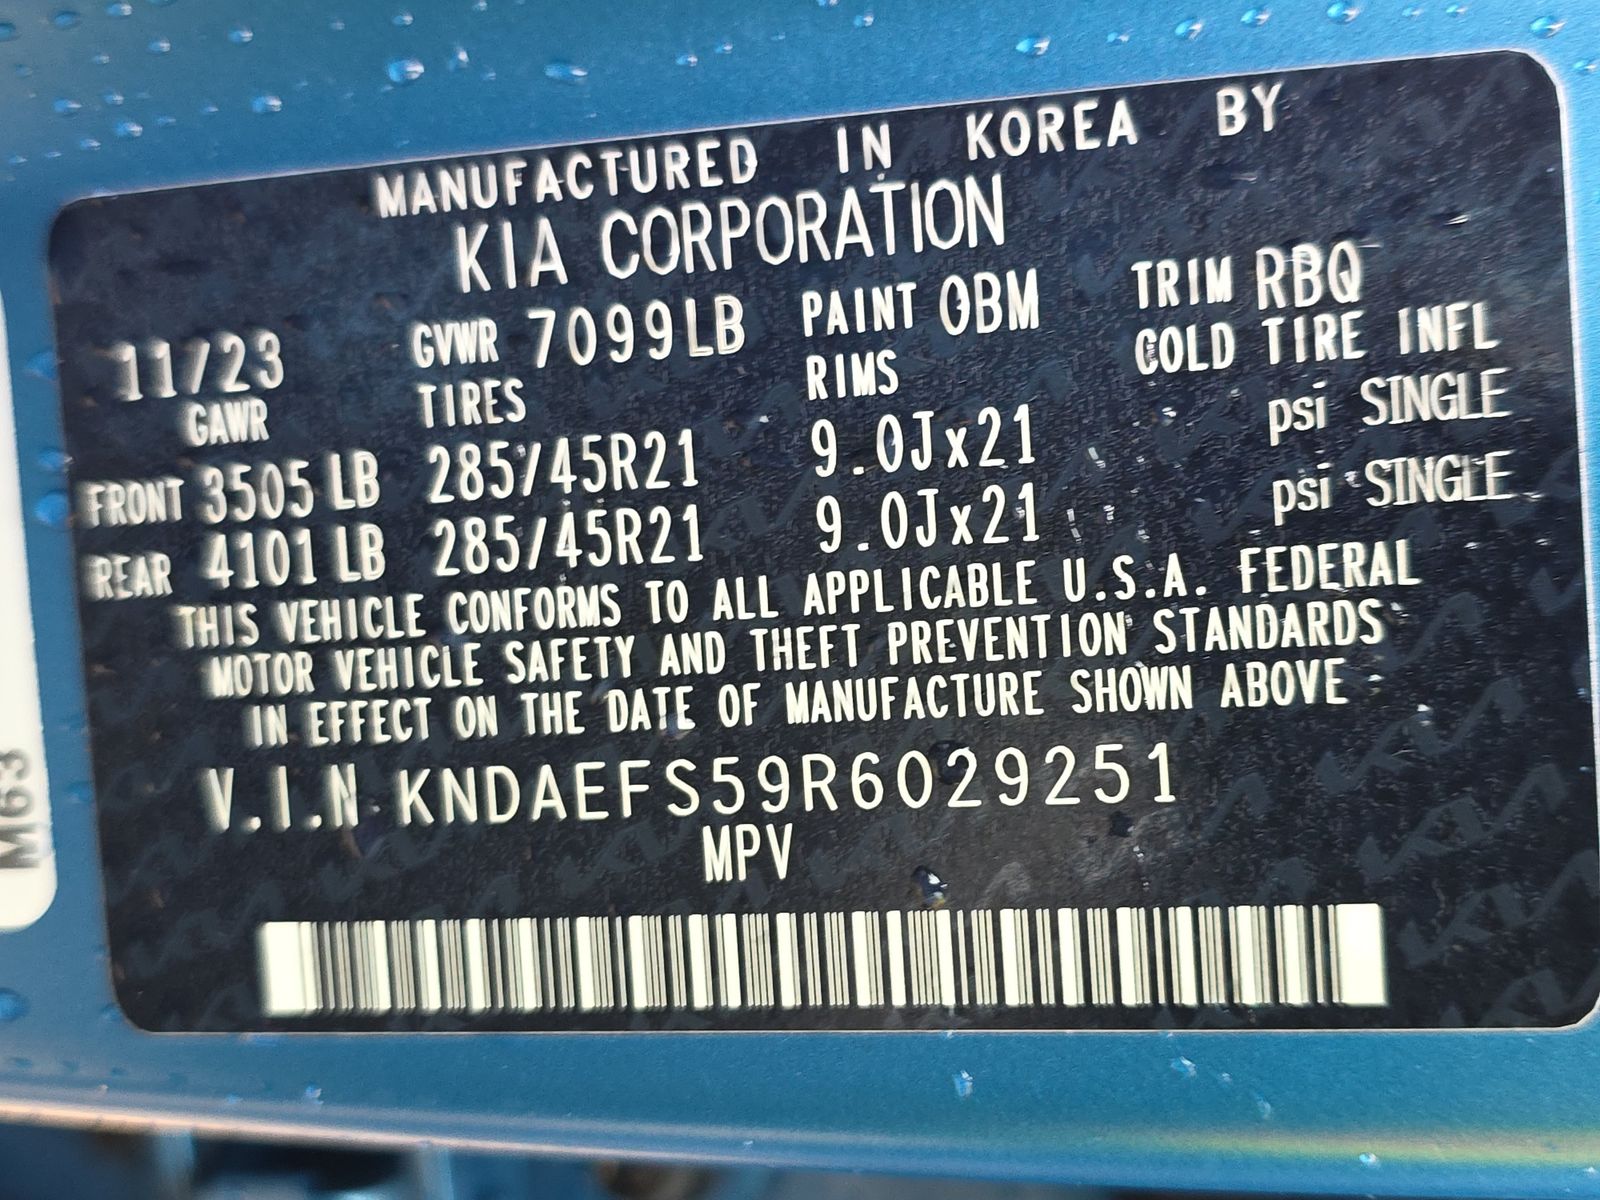 MANUFACTURED IN KOREA BY
KIA CORPORATION
11/23 GVWR 7099LB PAINT 0BM TRIM RBQ
GAWR TIRES RIMS COLD TIRE INFL
FRONT 3505 LB 285/45R21 9.0Jx21 psi SINGLE
REAR 4101 LB 285/45R21 9.0Jx21 psi SINGLE
THIS VEHICLE CONFORMS TO ALL APPLICABLE U.S.A. FEDERAL
MOTOR VEHICLE SAFETY AND THEFT PREVENTION STANDARDS
IN EFFECT ON THE DATE OF MANUFACTURE SHOWN ABOVE
V.I.N KNDAEFS59R6029251
MPV
M63